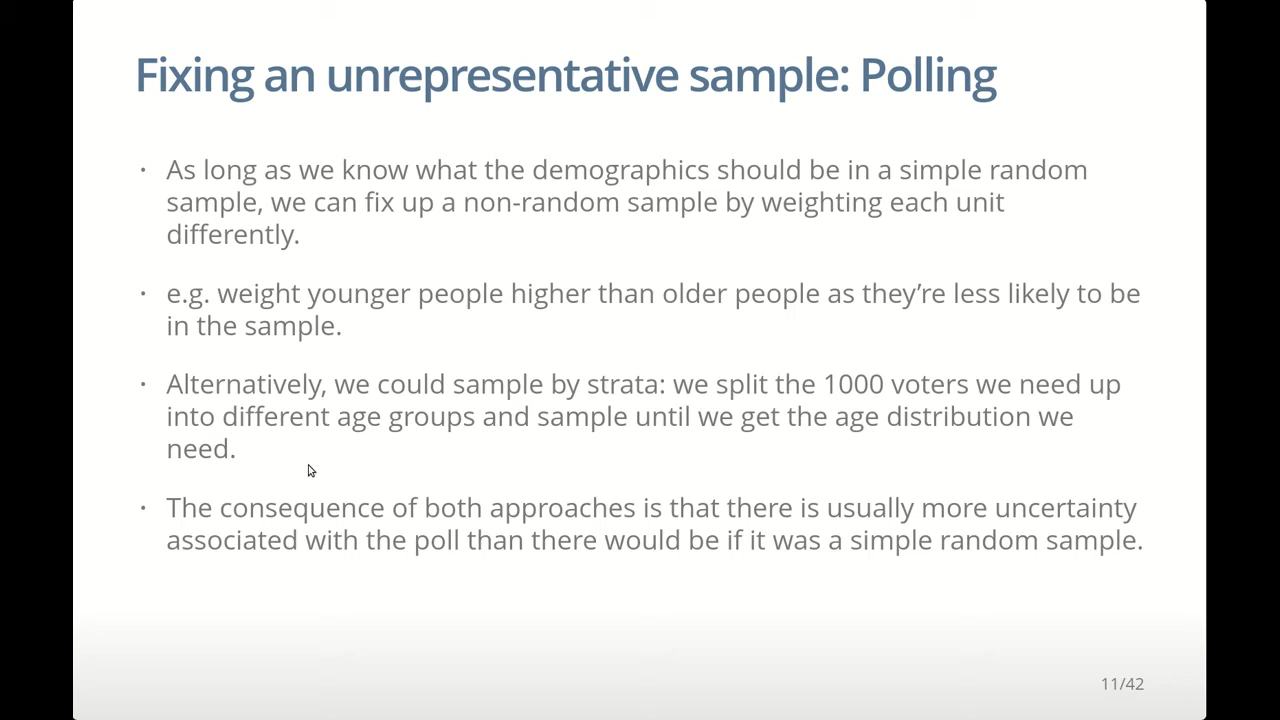 Fixing an unrepresentative sample: Polling
· As long as we know what the demographics should be in a simple random
sample, we can fix up a non-random sample by weighting each unit
differently.
· e.g. weight younger people higher than older people as they’re less likely to be
in the sample.
· Alternatively, we could sample by strata: we split the 1000 voters we need up
into different age groups and sample until we get the age distribution we
need.
· The consequence of both approaches is that there is usually more uncertainty
associated with the poll than there would be if it was a simple random sample.
11/42